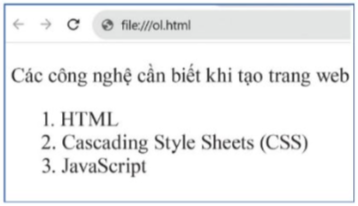 file:///ol.html
Các công nghệ cần biết khi tạo trang web
1. HTML
2. Cascading Style Sheets (CSS)
3. JavaScript